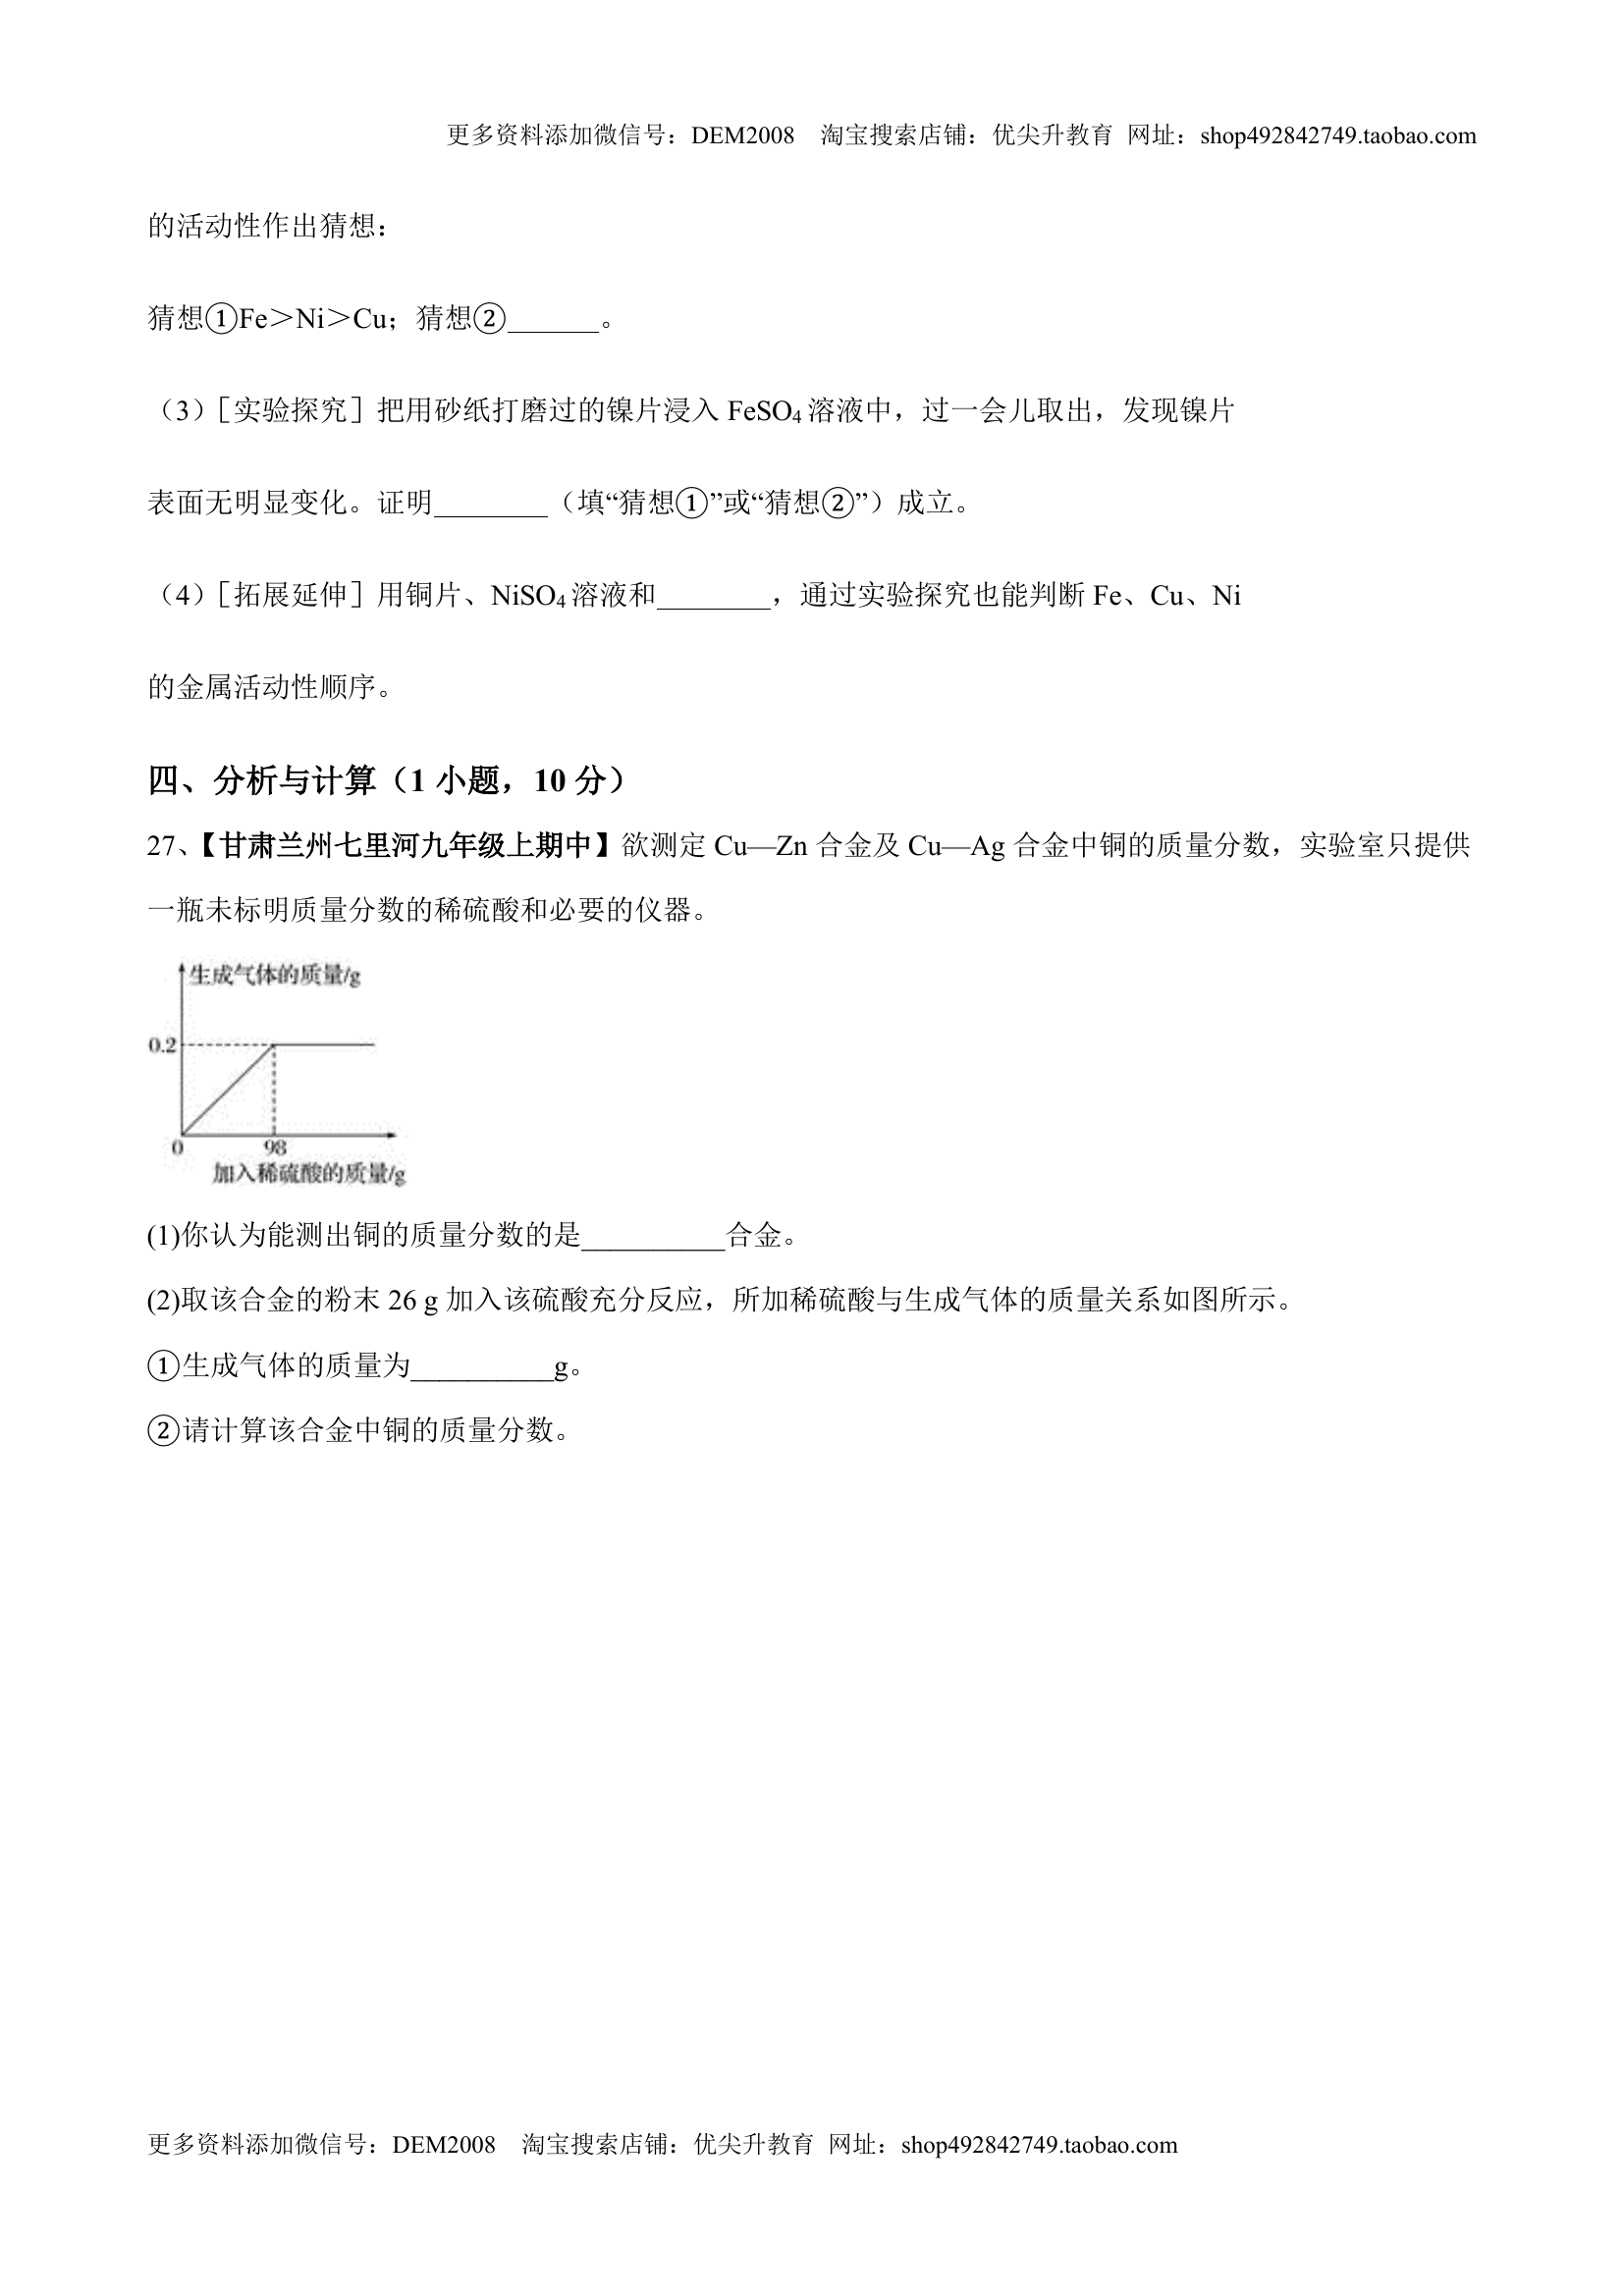 更多资料添加微信号：DEM2008　淘宝搜索店铺：优尖升教育 网址：shop492842749.taobao.com
的活动性作出猜想：
猜想①Fe＞Ni＞Cu；猜想②______。
（3）［实验探究］把用砂纸打磨过的镍片浸入 FeSO₄ 溶液中，过一会儿取出，发现镍片
表面无明显变化。证明________（填“猜想①”或“猜想②”）成立。
（4）［拓展延伸］用铜片、NiSO₄ 溶液和________，通过实验探究也能判断 Fe、Cu、Ni
的金属活动性顺序。
四、分析与计算（1 小题，10 分）
27、【甘肃兰州七里河九年级上期中】欲测定 Cu—Zn 合金及 Cu—Ag 合金中铜的质量分数，实验室只提供
一瓶未标明质量分数的稀硫酸和必要的仪器。
生成气体的质量/g
0.2
0 98
加入稀硫酸的质量/g
(1)你认为能测出铜的质量分数的是__________合金。
(2)取该合金的粉末 26 g 加入该硫酸充分反应，所加稀硫酸与生成气体的质量关系如图所示。
①生成气体的质量为__________g。
②请计算该合金中铜的质量分数。
更多资料添加微信号：DEM2008　淘宝搜索店铺：优尖升教育 网址：shop492842749.taobao.com